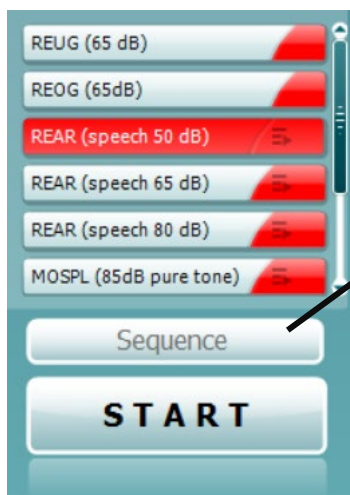 REUG (65 dB)
REOG (65dB)
REAR (speech 50 dB)
REAR (speech 65 dB)
REAR (speech 80 dB)
MOSPL (85dB pure tone)
Sequence
START